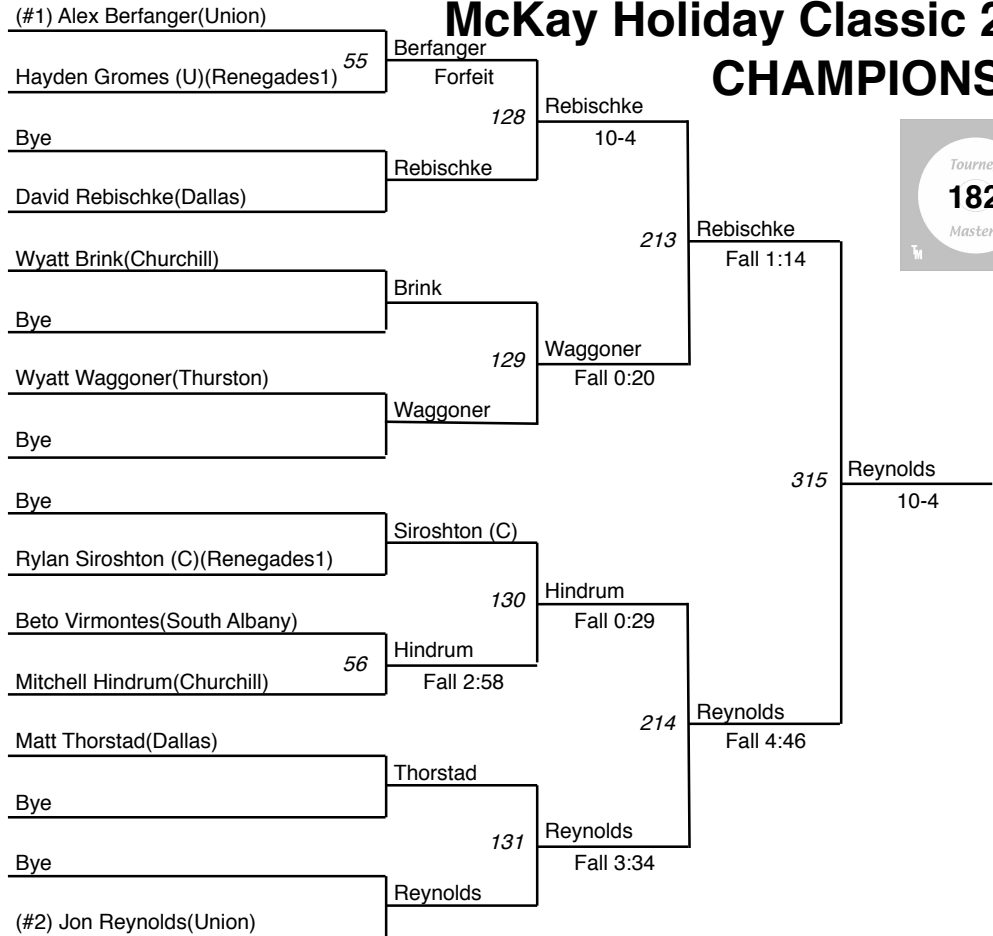 McKay Holiday Classic 2
CHAMPIONS
Tourne
182
Master
TM
(#1) Alex Berfanger(Union)
55
Hayden Gromes (U)(Renegades1)
Berfanger
Forfeit
128
Bye
Rebischke
David Rebischke(Dallas)
Rebischke
10-4
213
Wyatt Brink(Churchill)
Brink
Bye
129
Wyatt Waggoner(Thurston)
Waggoner
Bye
Waggoner
Fall 0:20
Rebischke
Fall 1:14
315
Reynolds
10-4
Bye
Siroshton (C)
Rylan Siroshton (C)(Renegades1)
130
Beto Virmontes(South Albany)
56
Mitchell Hindrum(Churchill)
Hindrum
Fall 2:58
Hindrum
Fall 0:29
214
Reynolds
Fall 4:46
Matt Thorstad(Dallas)
Thorstad
Bye
131
Reynolds
Fall 3:34
Bye
Reynolds
(#2) Jon Reynolds(Union)